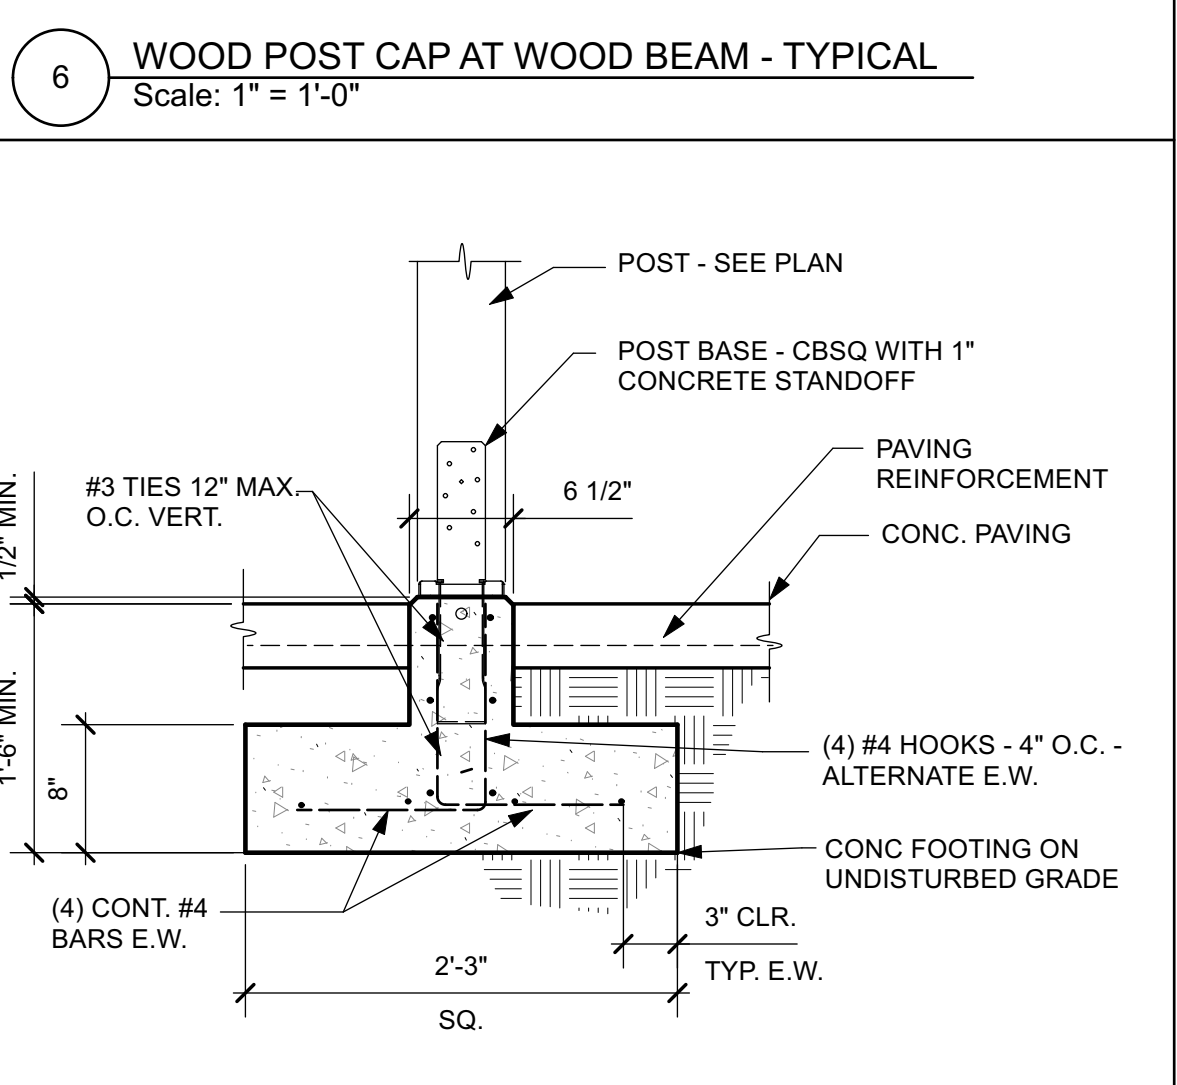 6
WOOD POST CAP AT WOOD BEAM - TYPICAL
Scale: 1" = 1'-0"
POST - SEE PLAN
POST BASE - CBSQ WITH 1"
CONCRETE STANDOFF
PAVING
REINFORCEMENT
#3 TIES 12" MAX.
O.C. VERT.
6 1/2"
CONC. PAVING
1/2" MIN.
1'-6" MIN.
8"
(4) #4 HOOKS - 4" O.C. -
ALTERNATE E.W.
CONC FOOTING ON
UNDISTURBED GRADE
(4) CONT. #4
BARS E.W.
3" CLR.
TYP. E.W.
2'-3"
SQ.